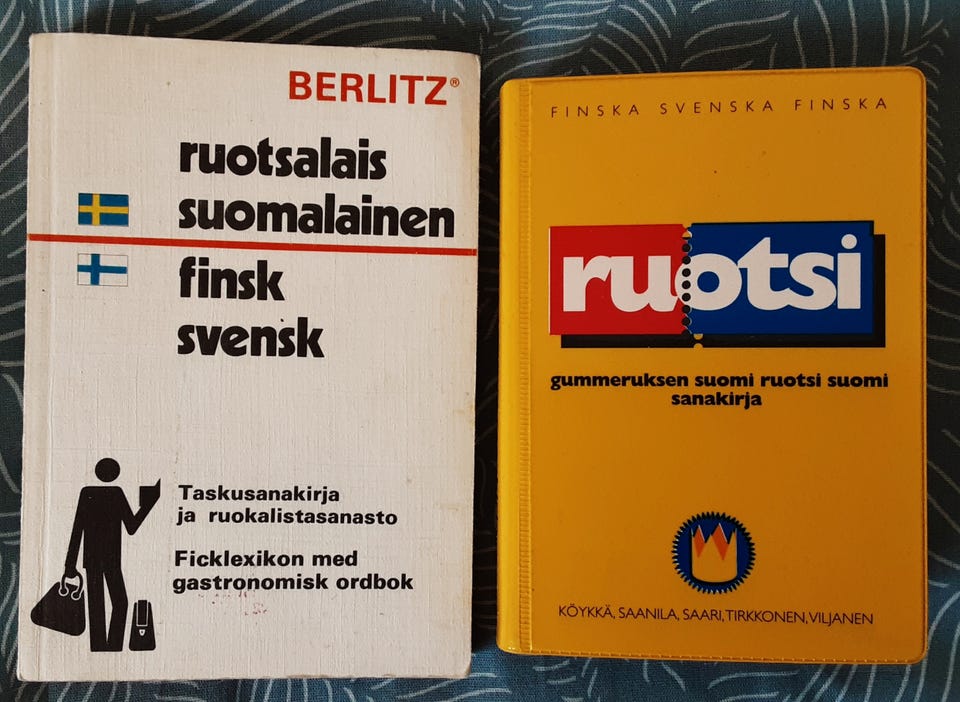 BERLITZ®
ruotsalais
suomalainen
finsk
svensk
Taskusanakirja
ja ruokalistasanasto
Ficklexikon med
gastronomisk ordbok
FINSKA SVENSKA FINSKA
ruotsi
gummeruksen suomi ruotsi suomi
sanakirja
KÖYKKÄ, SAANILA, SAARI, TIRKKONEN, VILJANEN